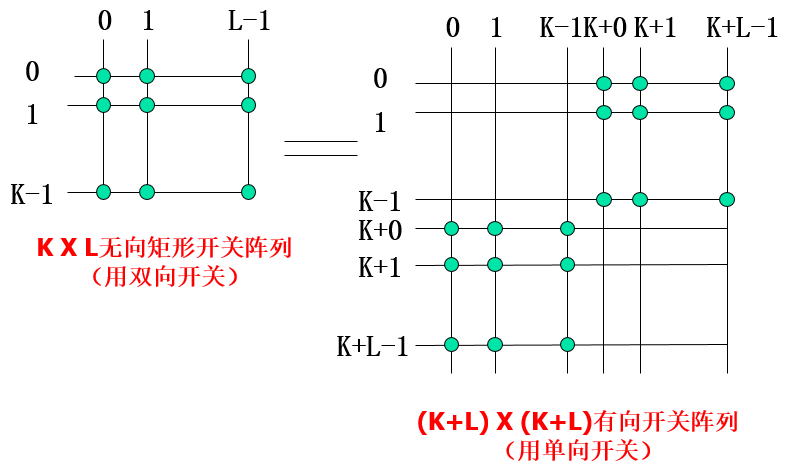 0 1 L-1
0
1
K-1
K X L无向矩形开关阵列
（用双向开关）
0 1 K-1 K+0 K+1 K+L-1
0
1
K-1
K+0
K+1
K+L-1
(K+L) X (K+L)有向开关阵列
（用单向开关）